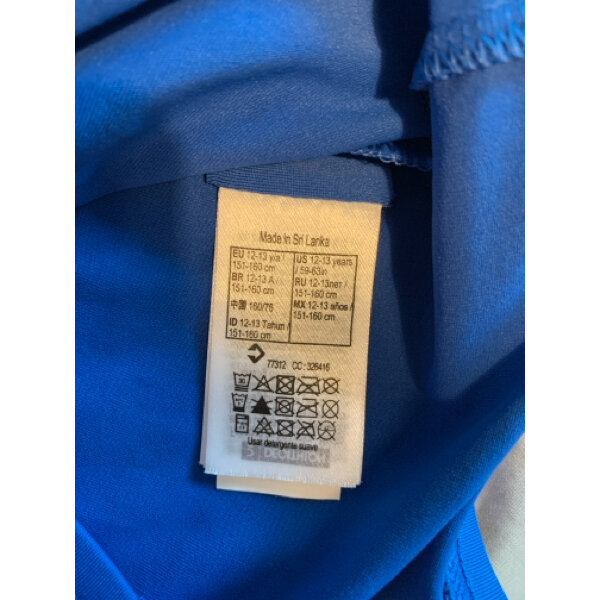 Made in Sri Lanka
EU 12-13 y/a /
151-160 cm
BR 12-13 A /
151-160 cm
中国 160/76
ID 12-13 Tahun /
151-160 cm
US 12-13 years
/ 59-63in
RU 12-13лет /
151-160 cm
MX 12-13 años /
151-160 cm
77312 CC : 326416
Usar detergente suave
DECATHLON